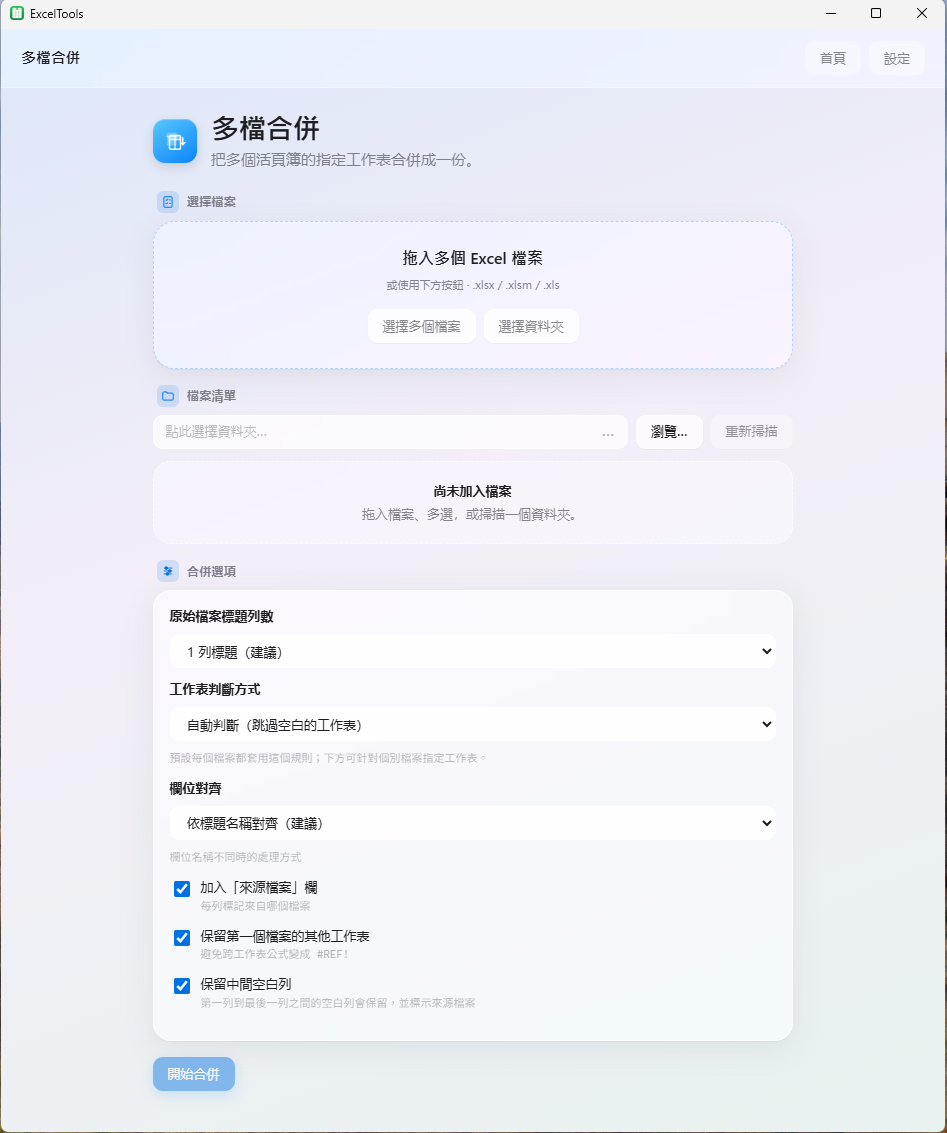 ExcelTools
多檔合併
首頁
設定
多檔合併
把多個活頁簿的指定工作表合併成一份。
選擇檔案
拖入多個 Excel 檔案
或使用下方按鈕 · .xlsx / .xlsm / .xls
選擇多個檔案
選擇資料夾
檔案清單
點此選擇資料夾...
...
瀏覽...
重新掃描
尚未加入檔案
拖入檔案、多選，或掃描一個資料夾。
合併選項
原始檔案標題列數
1 列標題（建議）
工作表判斷方式
自動判斷（跳過空白的工作表）
預設每個檔案都套用這個規則；下方可針對個別檔案指定工作表。
欄位對齊
依標題名稱對齊（建議）
欄位名稱不同時的處理方式
加入「來源檔案」欄
每列標記來自哪個檔案
保留第一個檔案的其他工作表
避免跨工作表公式變成 #REF!
保留中間空白列
第一列到最後一列之間的空白列會保留，並標示來源檔案
開始合併